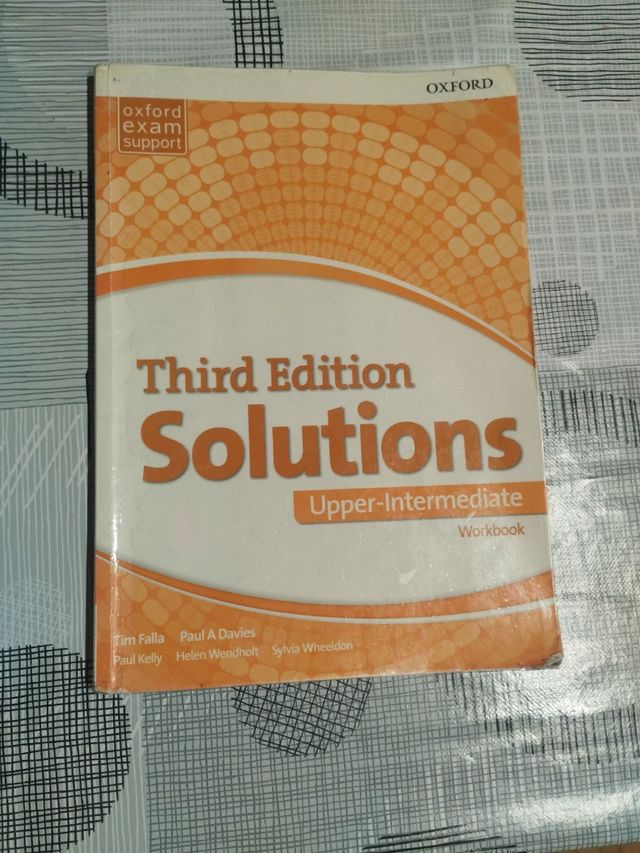 OXFORD
oxford
exam
support
Third Edition
Solutions
Upper-Intermediate
Workbook
Tim Falla Paul A Davies
Paul Kelly Helen Wendholt Sylvia Wheeldon